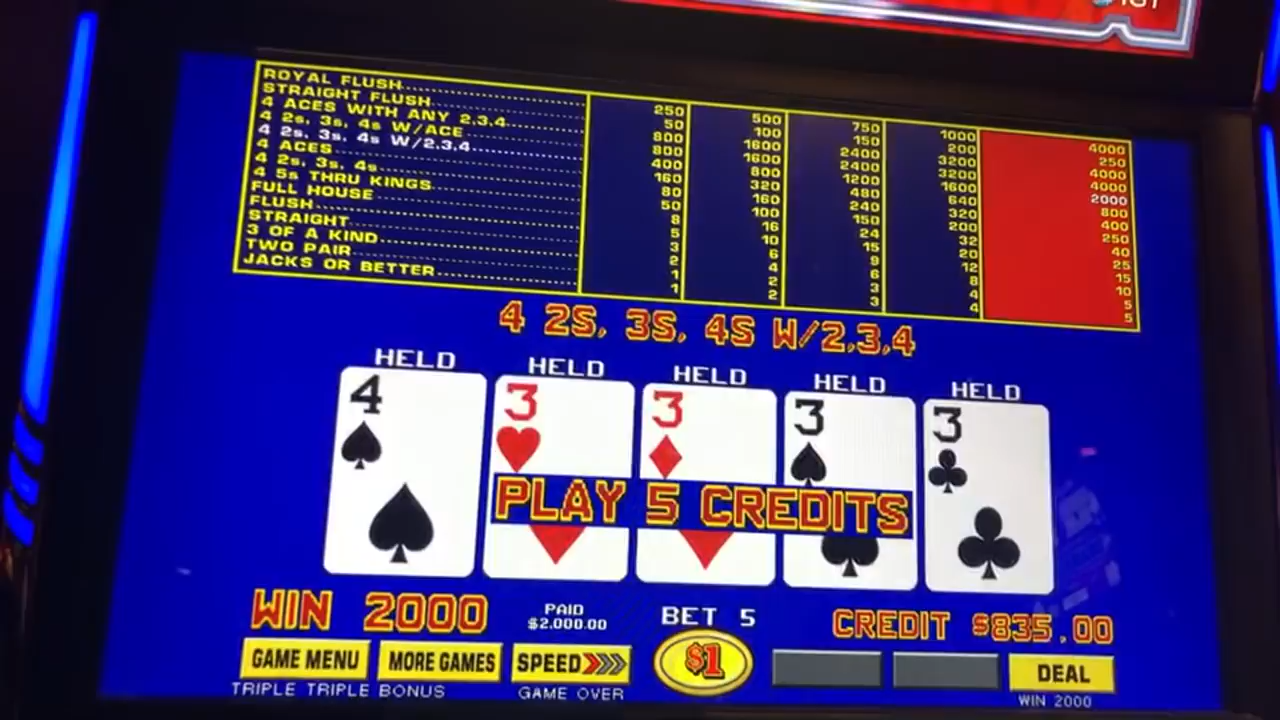 IGT
ROYAL FLUSH 250 500 750 1000 4000
STRAIGHT FLUSH 50 100 150 200 250
4 ACES WITH ANY 2,3,4 800 1600 2400 3200 4000
4 2s, 3s, 4s W/ACE 800 1600 2400 3200 4000
4 2s, 3s, 4s W/2,3,4 400 800 1200 1600 2000
4 ACES 160 320 480 640 800
4 2s, 3s, 4s 80 160 240 320 400
4 5s THRU KINGS 50 100 150 200 250
FULL HOUSE 8 16 24 32 40
FLUSH 5 10 15 20 25
STRAIGHT 3 6 9 12 15
3 OF A KIND 2 4 6 8 10
TWO PAIR 1 2 3 4 5
JACKS OR BETTER 1 2 3 4 5
4 2S, 3S, 4S W/2,3,4
HELD HELD HELD HELD HELD
4 3 3 3 3
PLAY 5 CREDITS
WIN 2000 PAID $2,000.00 BET 5 CREDIT $835.00
GAME MENU MORE GAMES SPEED $1 DEAL
TRIPLE TRIPLE BONUS GAME OVER WIN 2000